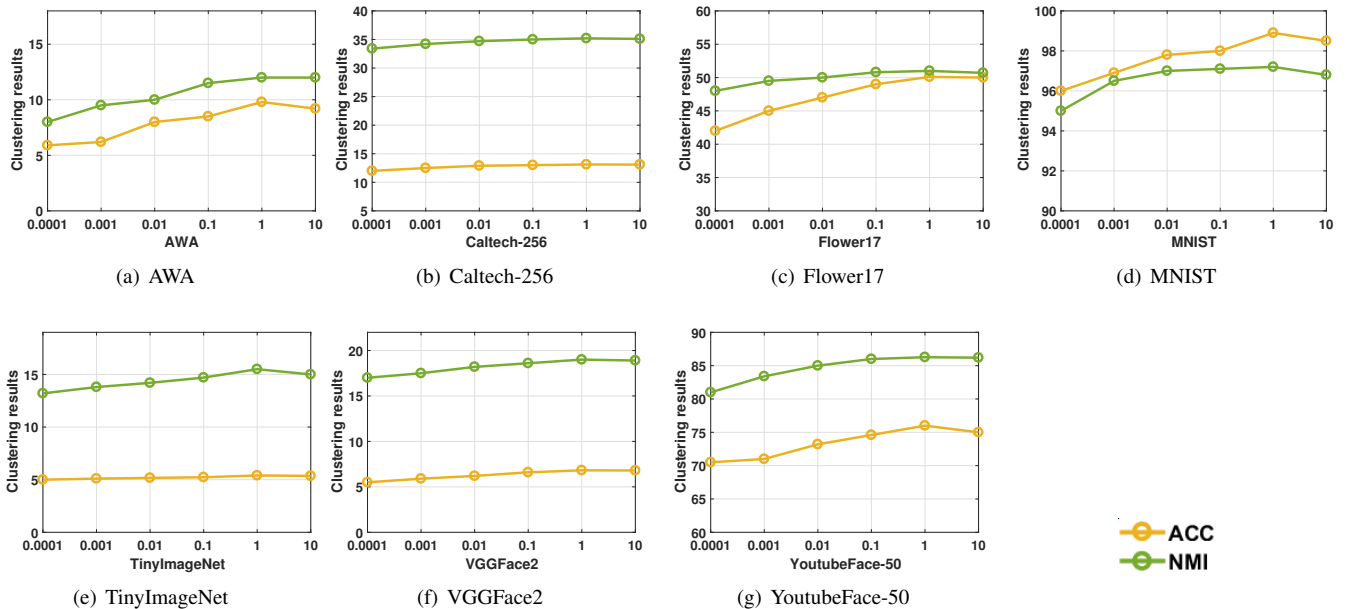 Clustering results
15
10
5
0
0.0001 0.001 0.01 0.1 1 10
AWA
(a) AWA
Clustering results
40
35
30
25
20
15
10
5
0.0001 0.001 0.01 0.1 1 10
Caltech-256
(b) Caltech-256
Clustering results
60
55
50
45
40
35
30
0.0001 0.001 0.01 0.1 1 10
Flower17
(c) Flower17
Clustering results
100
98
96
94
92
90
0.0001 0.001 0.01 0.1 1 10
MNIST
(d) MNIST
Clustering results
15
10
5
0
0.0001 0.001 0.01 0.1 1 10
TinyImageNet
(e) TinyImageNet
Clustering results
20
15
10
5
0
0.0001 0.001 0.01 0.1 1 10
VGGFace2
(f) VGGFace2
Clustering results
90
85
80
75
70
65
60
0.0001 0.001 0.01 0.1 1 10
YoutubeFace-50
(g) YoutubeFace-50
ACC
NMI